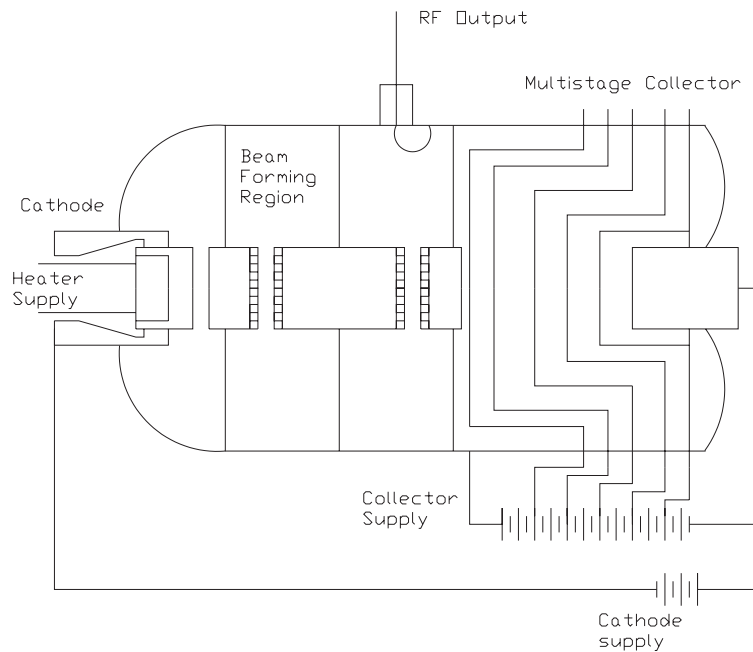 RF Output
Multistage Collector
Beam
Forming
Region
Cathode
Heater
Supply
Collector
Supply
Cathode
supply